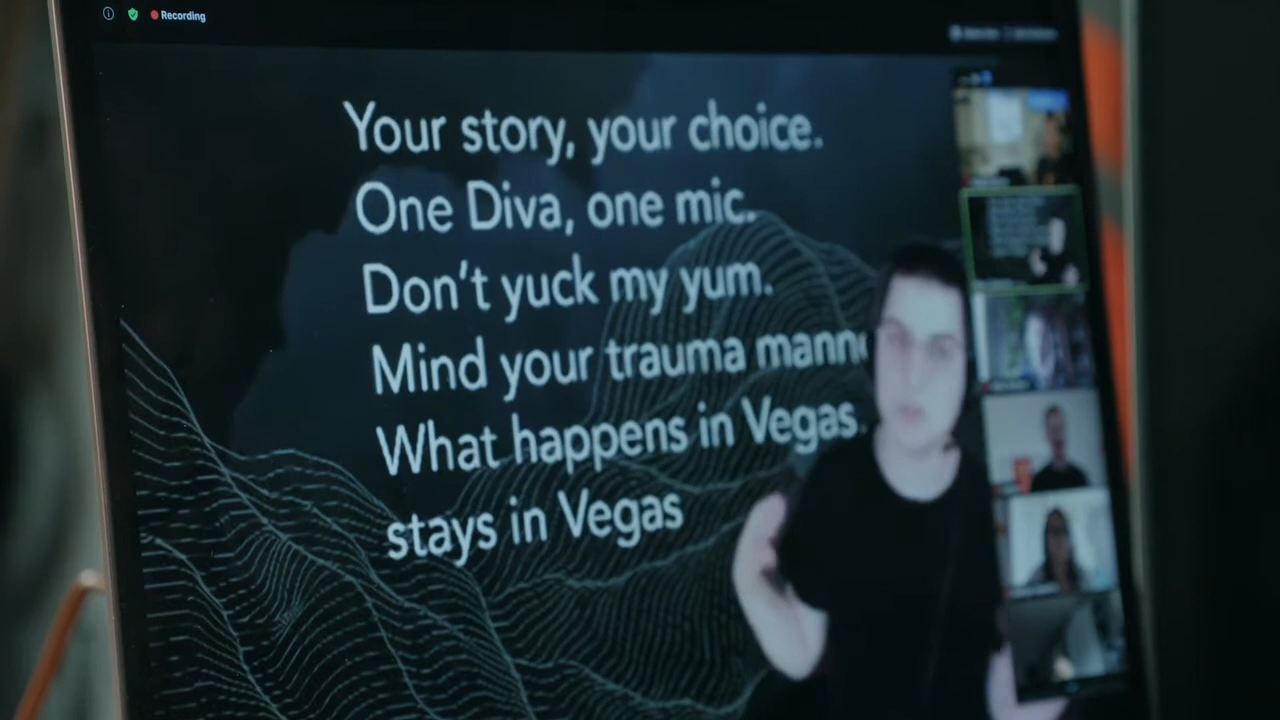 Recording
Your story, your choice.
One Diva, one mic.
Don't yuck my yum.
Mind your trauma
What happens in Vegas
stays in Vegas